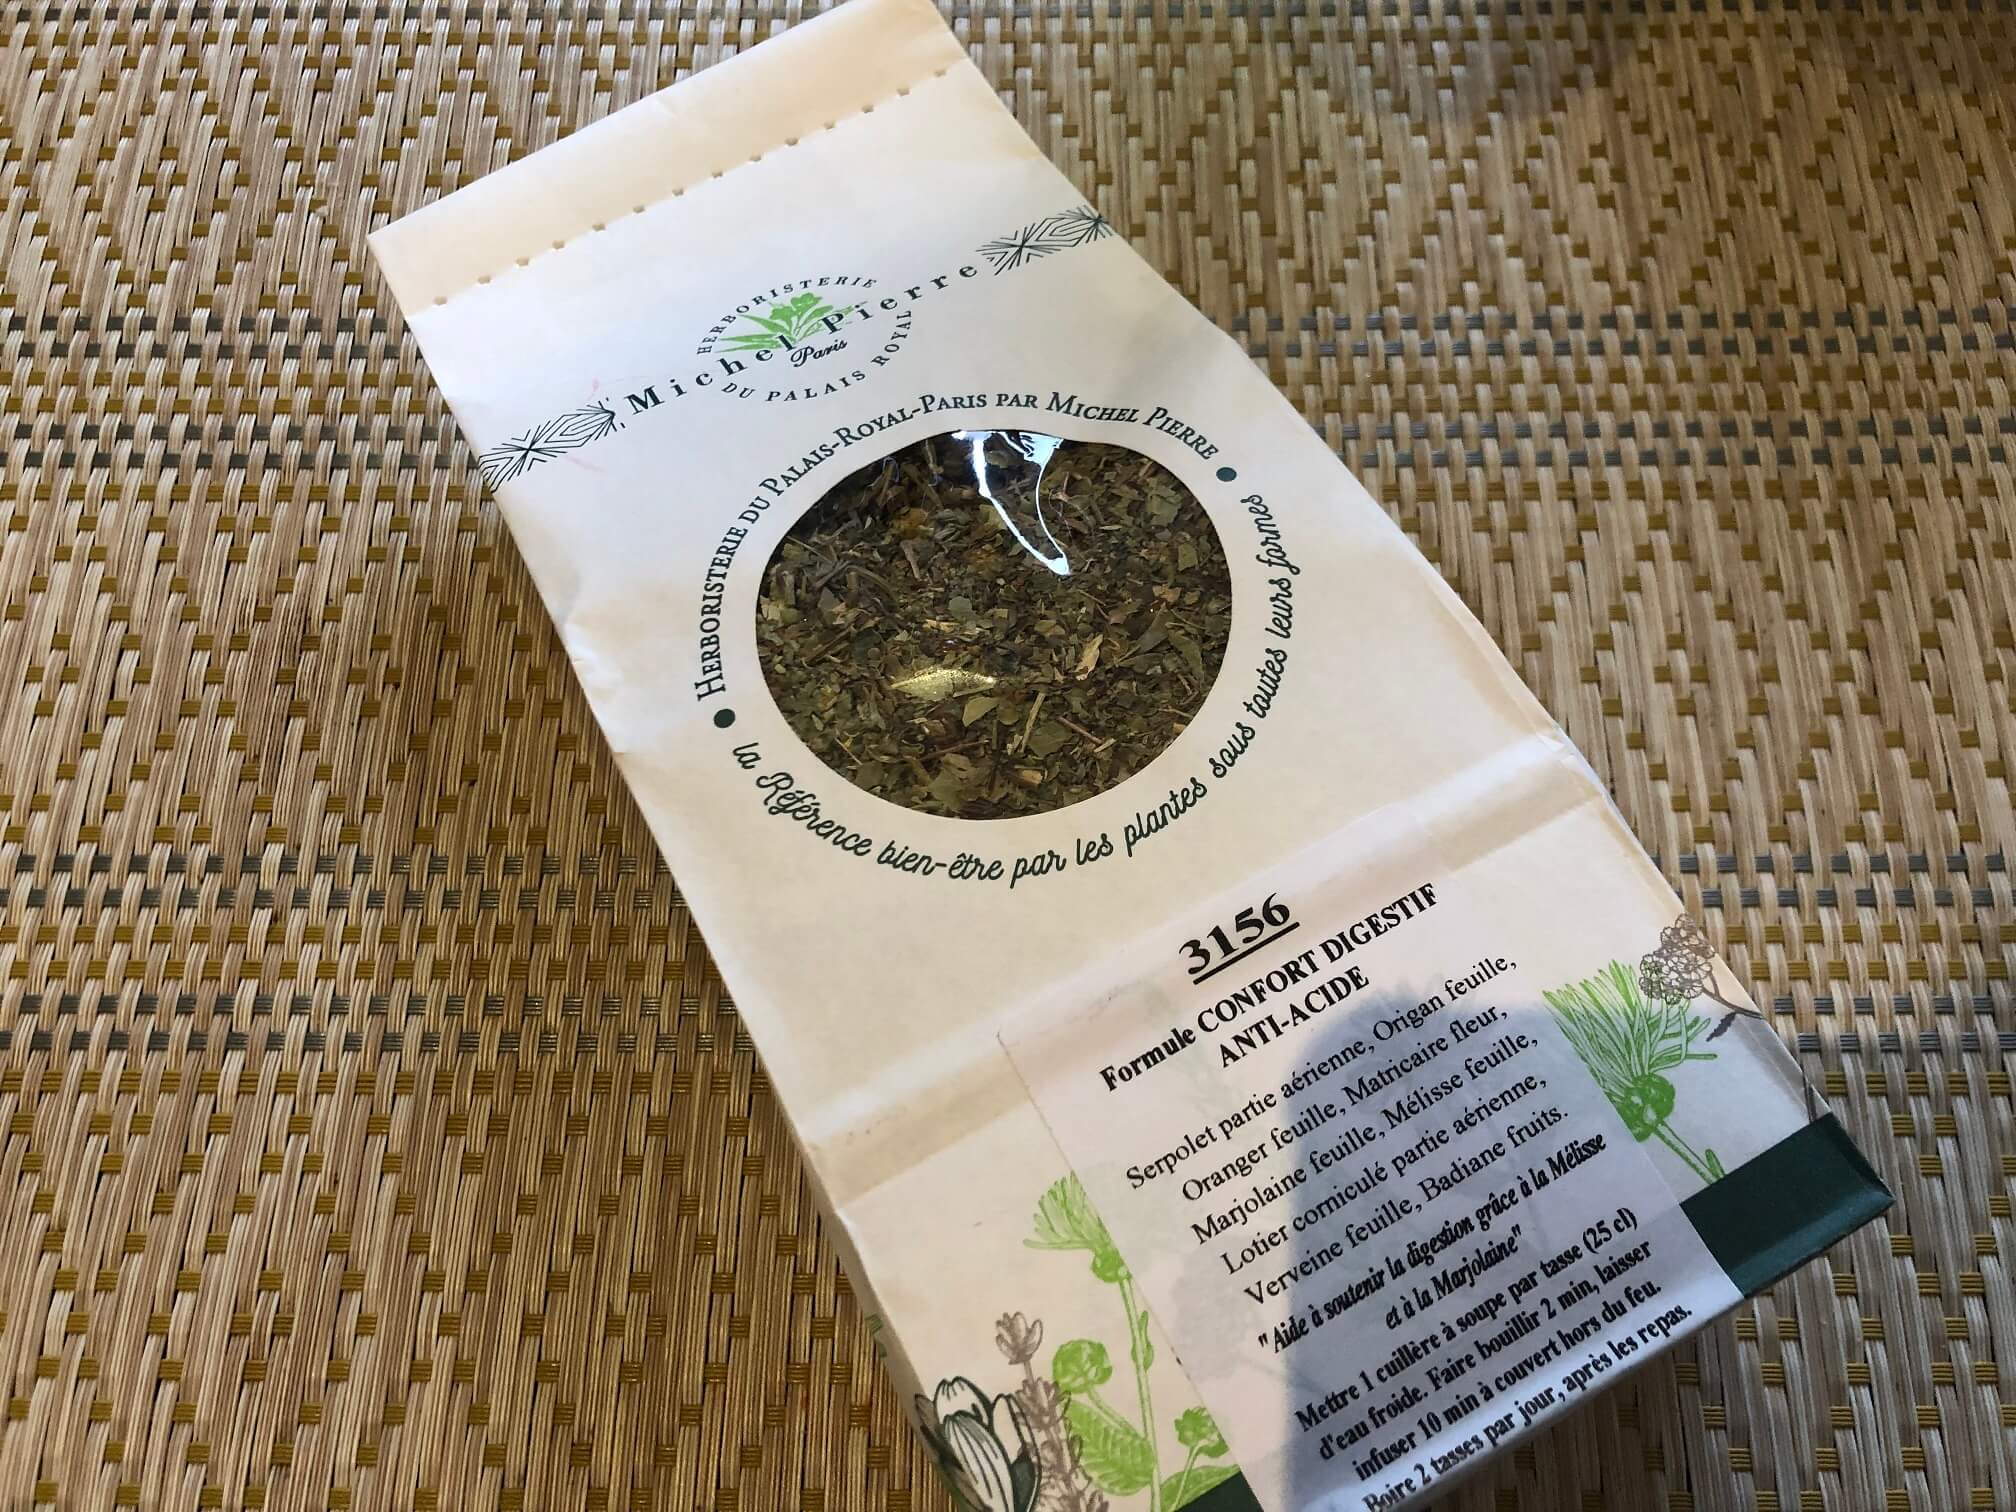 HERBORISTERIE
Michel Pierre
Paris
DU PALAIS ROYAL
HERBORISTERIE DU PALAIS-ROYAL-PARIS PAR MICHEL PIERRE
la Référence bien-être par les plantes sous toutes leurs formes
3156
Formule CONFORT DIGESTIF
ANTI-ACIDE
Serpolet partie aérienne, Origan feuille,
Oranger feuille, Matricaire fleur,
Marjolaine feuille, Mélisse feuille,
Lotier corniculé partie aérienne,
Verveine feuille, Badiane fruits.
"Aide à soutenir la digestion grâce à la Mélisse
et à la Marjolaine"
Mettre 1 cuillère à soupe par tasse (25 cl)
d'eau froide. Faire bouillir 2 min, laisser
infuser 10 min à couvert hors du feu.
Boire 2 tasses par jour, après les repas.